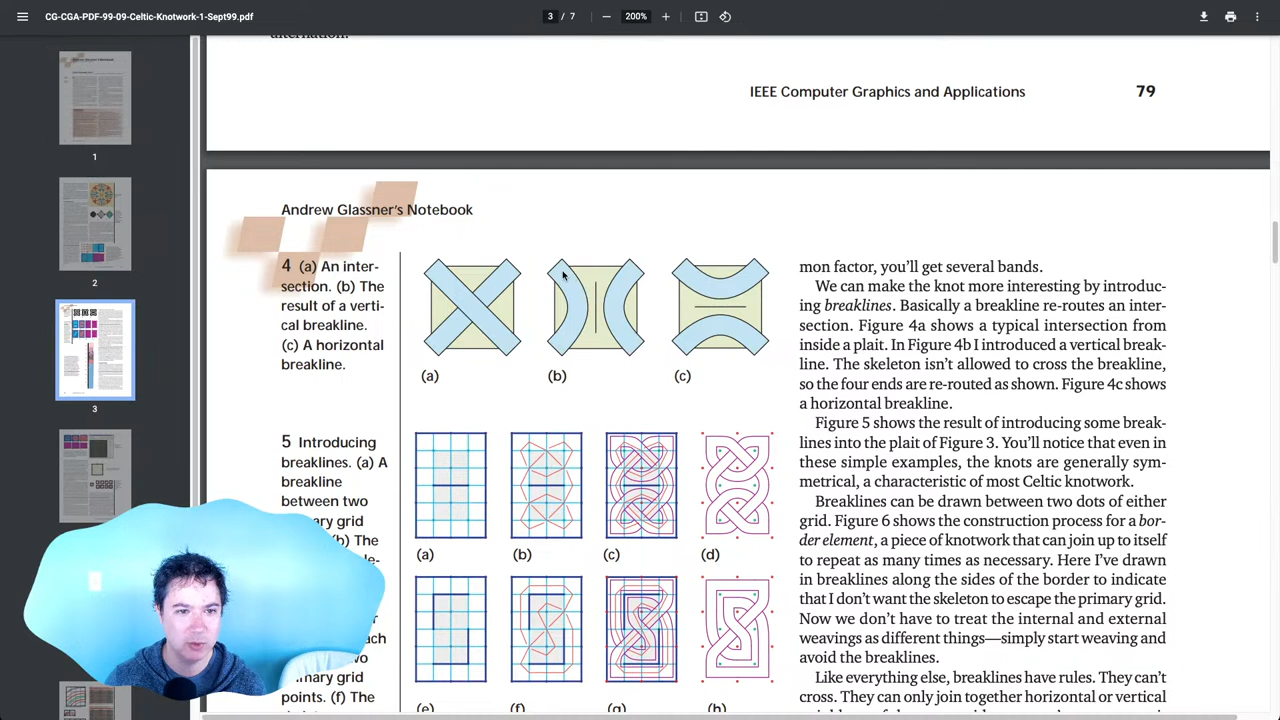 CG-CGA-PDF-99-09-Celtic-Knotwork-1-Sept99.pdf
3 / 7
200%
1
2
3
alternation.
IEEE Computer Graphics and Applications 79
Andrew Glassner's Notebook
4 (a) An inter-
section. (b) The
result of a verti-
cal breakline.
(c) A horizontal
breakline.
(a) (b) (c)
5 Introducing
breaklines. (a) A
breakline
between two
grid
(b) The
points. (f) The
(a) (b) (c) (d)
(e) (f) (g) (h)
mon factor, you'll get several bands.
We can make the knot more interesting by introduc-
ing breaklines. Basically a breakline re-routes an inter-
section. Figure 4a shows a typical intersection from
inside a plait. In Figure 4b I introduced a vertical break-
line. The skeleton isn't allowed to cross the breakline,
so the four ends are re-routed as shown. Figure 4c shows
a horizontal breakline.
Figure 5 shows the result of introducing some break-
lines into the plait of Figure 3. You'll notice that even in
these simple examples, the knots are generally sym-
metrical, a characteristic of most Celtic knotwork.
Breaklines can be drawn between two dots of either
grid. Figure 6 shows the construction process for a bor-
der element, a piece of knotwork that can join up to itself
to repeat as many times as necessary. Here I've drawn
in breaklines along the sides of the border to indicate
that I don't want the skeleton to escape the primary grid.
Now we don't have to treat the internal and external
weavings as different things—simply start weaving and
avoid the breaklines.
Like everything else, breaklines have rules. They can't
cross. They can only join together horizontal or vertical